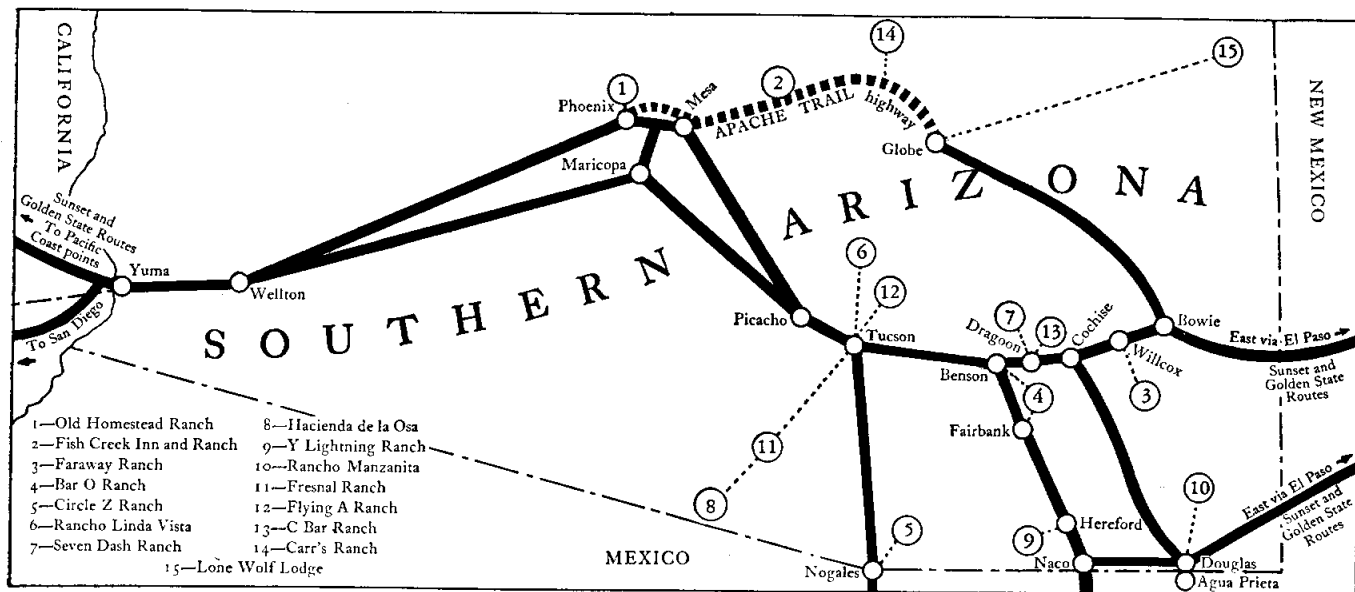 CALIFORNIA
NEW MEXICO
SOUTHERN ARIZONA
MEXICO
Sunset and
Golden State Routes
To Pacific
Coast points
To San Diego
Yuma
Wellton
Phoenix
1
Mesa
Maricopa
APACHE TRAIL highway
2
14
15
Globe
Picacho
6
12
Tucson
11
8
Nogales
5
Benson
Dragoon
7
13
Cochise
Willcox
3
Bowie
East via El Paso
Sunset and
Golden State
Routes
4
Fairbank
9
Hereford
Naco
10
Douglas
Agua Prieta
East via El Paso
Sunset and
Golden State
Routes
1—Old Homestead Ranch
2—Fish Creek Inn and Ranch
3—Faraway Ranch
4—Bar O Ranch
5—Circle Z Ranch
6—Rancho Linda Vista
7—Seven Dash Ranch
8—Hacienda de la Osa
9—Y Lightning Ranch
10—Rancho Manzanita
11—Fresnal Ranch
12—Flying A Ranch
13—C Bar Ranch
14—Carr's Ranch
15—Lone Wolf Lodge